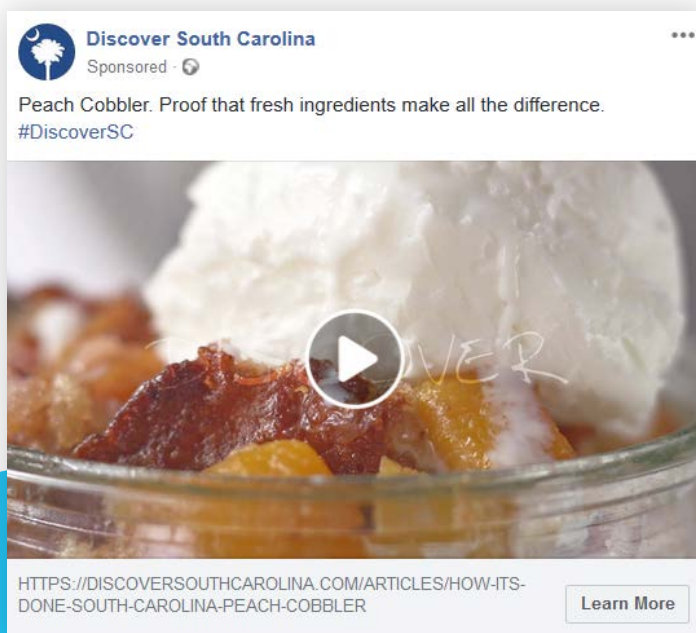 Discover South Carolina
Sponsored ·
Peach Cobbler. Proof that fresh ingredients make all the difference.
#DiscoverSC
DISCOVER
HTTPS://DISCOVERSOUTHCAROLINA.COM/ARTICLES/HOW-ITS-
DONE-SOUTH-CAROLINA-PEACH-COBBLER
Learn More